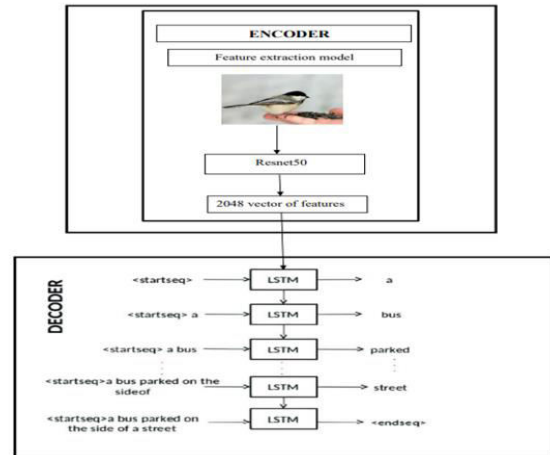 ENCODER
Feature extraction model
Resnet50
2048 vector of features
DECODER
<startseq> LSTM a
<startseq> a LSTM bus
<startseq> a bus LSTM parked
<startseq>a bus parked on the
sideof LSTM street
<startseq>a bus parked on
the side of a street LSTM <endseq>